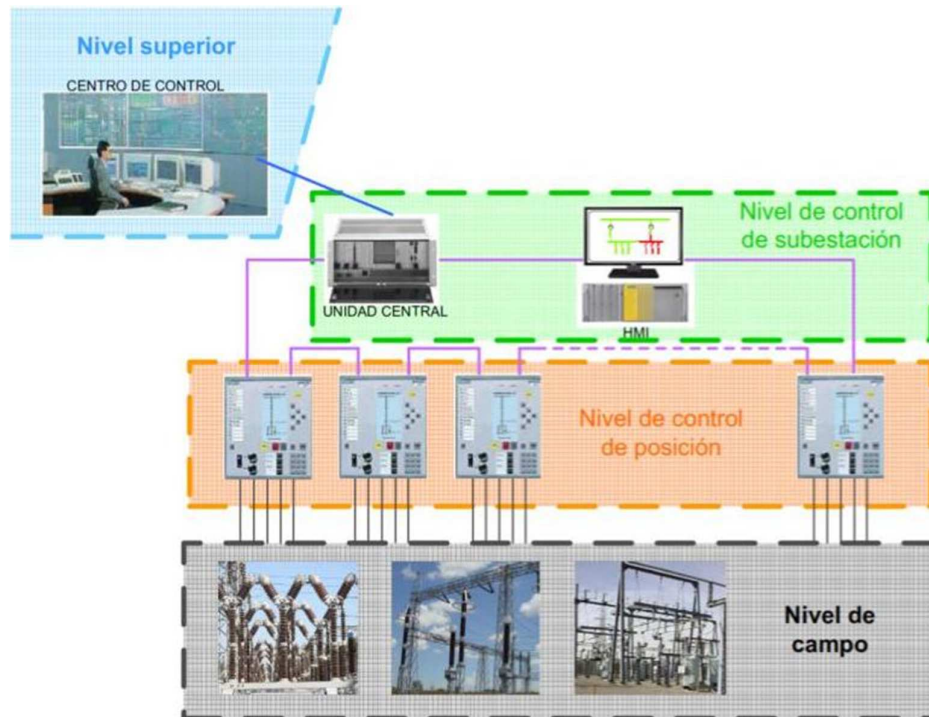 Nivel superior
CENTRO DE CONTROL
Nivel de control
de subestación
UNIDAD CENTRAL
HMI
Nivel de control
de posición
Nivel de
campo